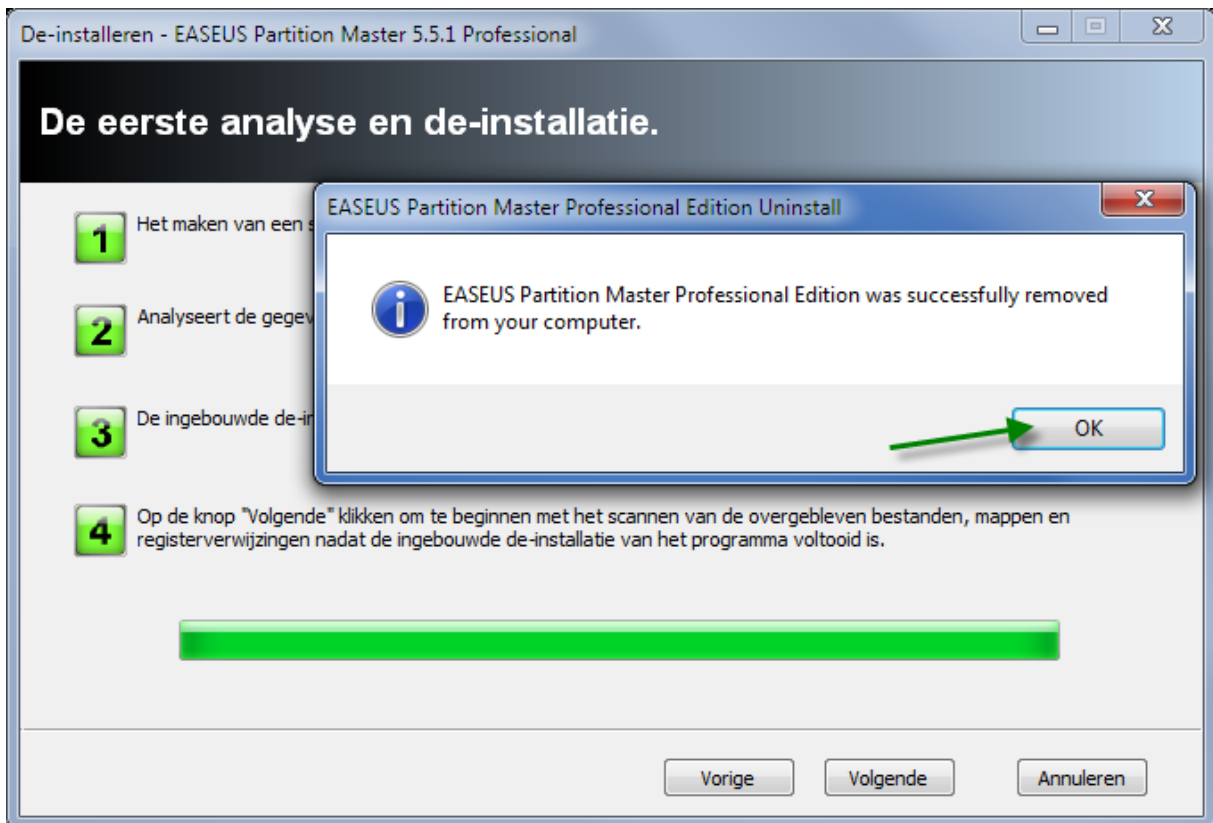 De-installeren - EASEUS Partition Master 5.5.1 Professional
De eerste analyse en de-installatie.
1
Het maken van een
2
Analyseert de
3
De ingebouwde
EASEUS Partition Master Professional Edition Uninstall
EASEUS Partition Master Professional Edition was successfully removed
from your computer.
OK
4
Op de knop "Volgende" klikken om te beginnen met het scannen van de overgebleven bestanden, mappen en
registerverwijzingen nadat de ingebouwde de-installatie van het programma voltooid is.
Vorige
Volgende
Annuleren